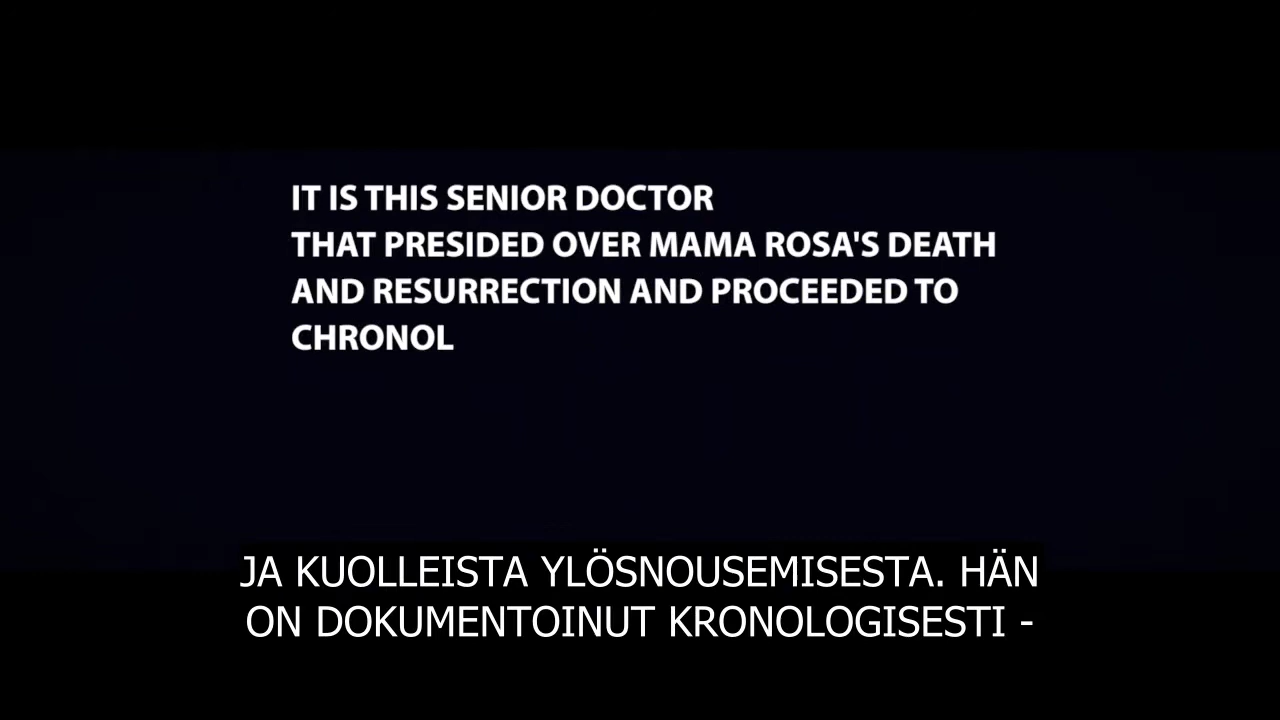 IT IS THIS SENIOR DOCTOR
THAT PRESIDED OVER MAMA ROSA'S DEATH
AND RESURRECTION AND PROCEEDED TO
CHRONOL
JA KUOLLEISTA YLÖSNOUSEMISESTA. HÄN
ON DOKUMENTOINUT KRONOLOGISESTI -